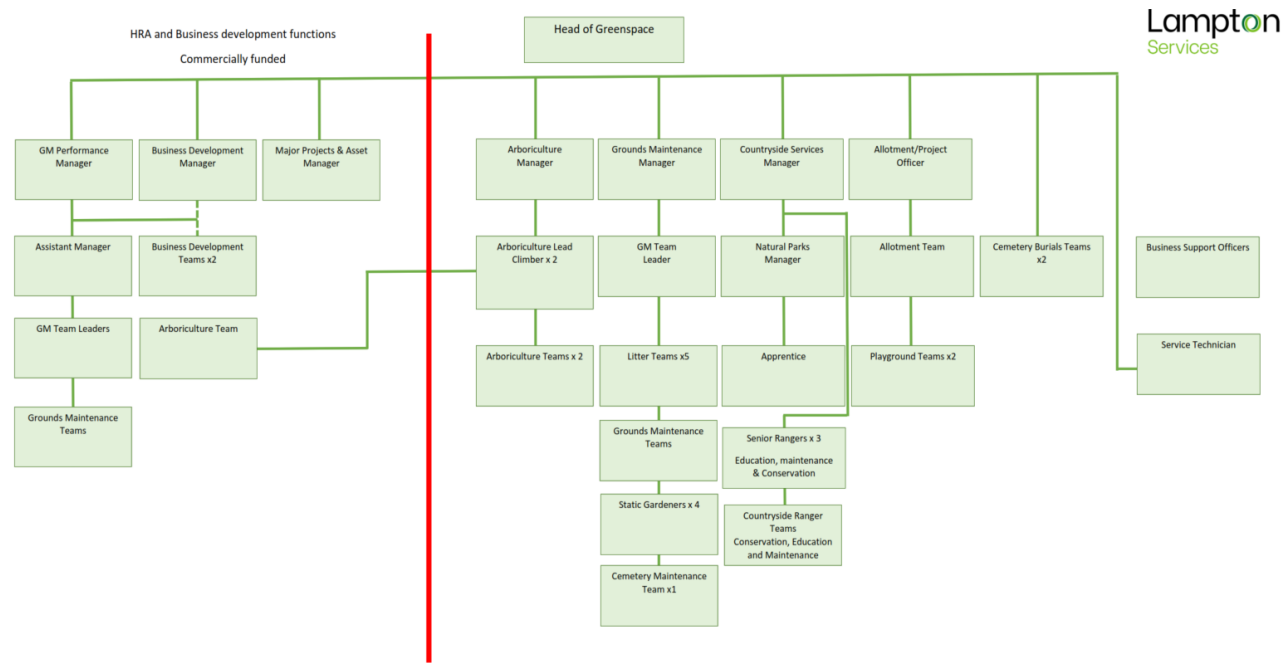 HRA and Business development functions
Commercially funded
Head of Greenspace
Lampton
Services
GM Performance
Manager
Business Development
Manager
Major Projects & Asset
Manager
Arboriculture
Manager
Grounds Maintenance
Manager
Countryside Services
Manager
Allotment/Project
Officer
Assistant Manager
Business Development
Teams x2
Arboriculture Lead
Climber x 2
GM Team
Leader
Natural Parks
Manager
Allotment Team
Cemetery Burials Teams
x2
Business Support Officers
GM Team Leaders
Arboriculture Team
Arboriculture Teams x 2
Litter Teams x5
Apprentice
Playground Teams x2
Service Technician
Grounds Maintenance
Teams
Grounds Maintenance
Teams
Senior Rangers x 3
Education, maintenance
& Conservation
Static Gardeners x 4
Countryside Ranger
Teams
Conservation, Education
and Maintenance
Cemetery Maintenance
Team x1